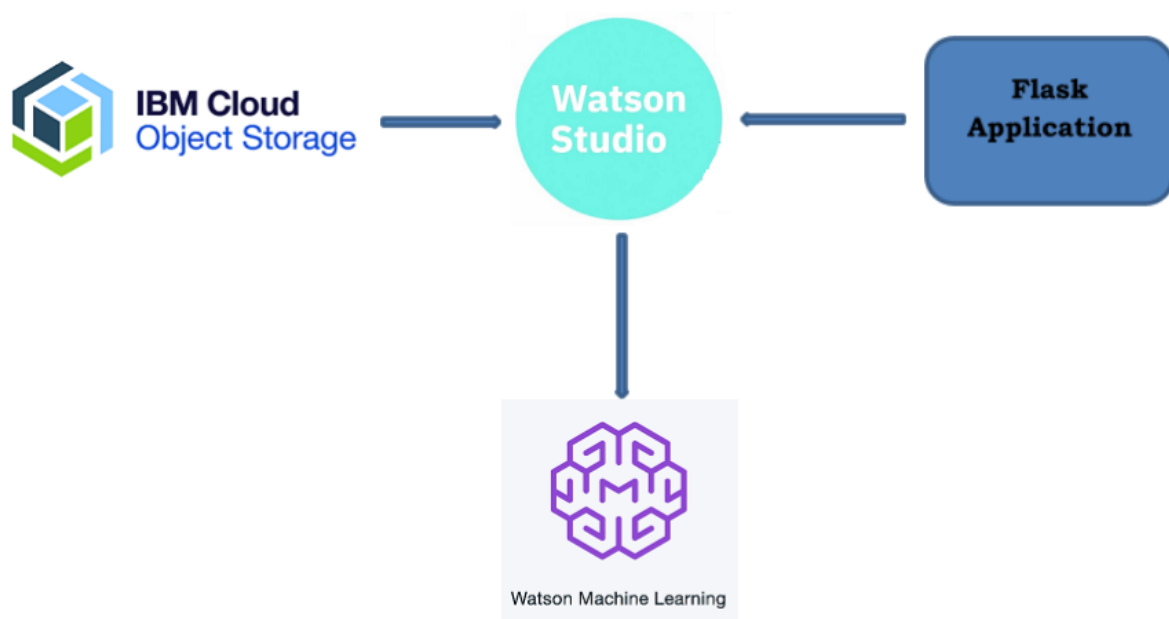 IBM Cloud
Object Storage
Watson
Studio
Flask
Application
Watson Machine Learning